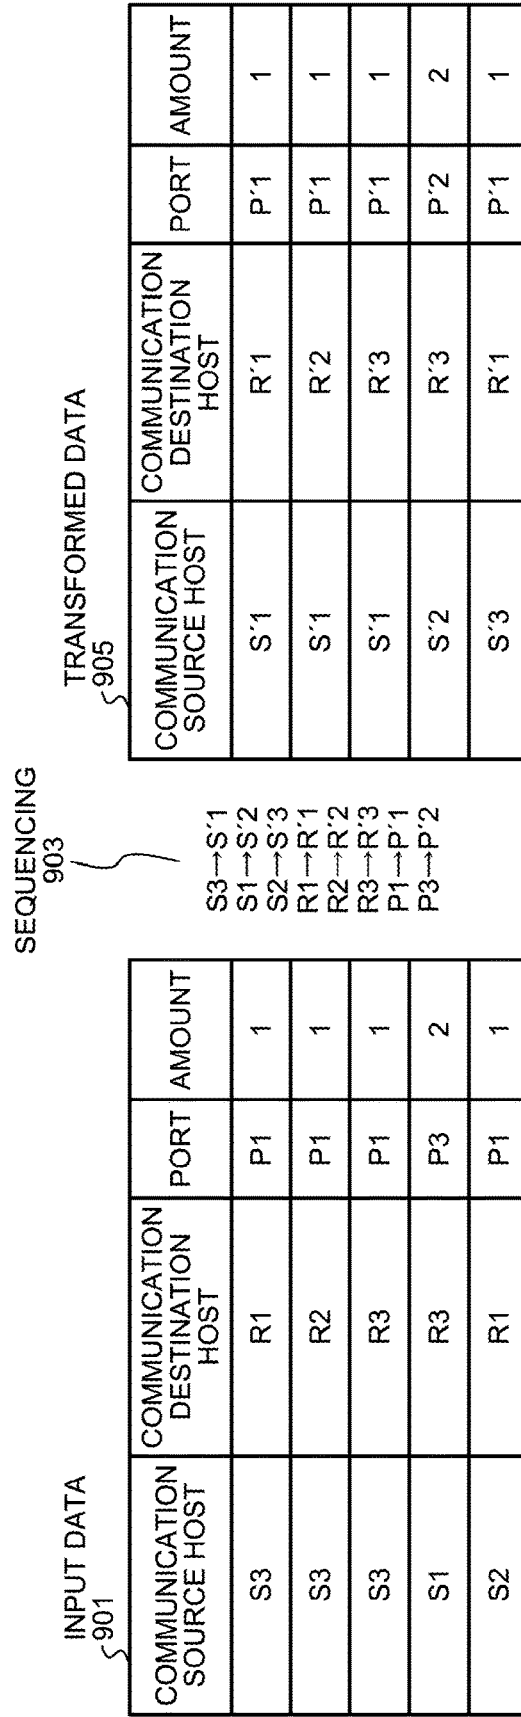 INPUT DATA
901
COMMUNICATION SOURCE HOST | COMMUNICATION DESTINATION HOST | PORT | AMOUNT
S3 | R1 | P1 | 1
S3 | R2 | P1 | 1
S3 | R3 | P1 | 1
S1 | R3 | P3 | 2
S2 | R1 | P1 | 1
SEQUENCING
903
S3→S´1
S1→S´2
S2→S´3
R1→R´1
R2→R´2
R3→R´3
P1→P´1
P3→P´2
TRANSFORMED DATA
905
COMMUNICATION SOURCE HOST | COMMUNICATION DESTINATION HOST | PORT | AMOUNT
S´1 | R´1 | P´1 | 1
S´1 | R´2 | P´1 | 1
S´1 | R´3 | P´1 | 1
S´2 | R´3 | P´2 | 2
S´3 | R´1 | P´1 | 1